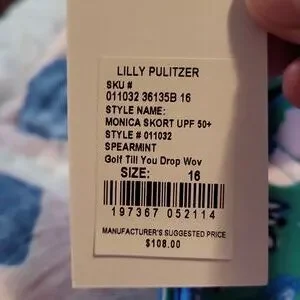 LILLY PULITZER
SKU #
011032 36135B 16
STYLE NAME:
MONICA SKORT UPF 50+
STYLE # 011032
SPEARMINT
Golf Till You Drop Wov
SIZE: 16
197367 052114
MANUFACTURER'S SUGGESTED PRICE
$108.00